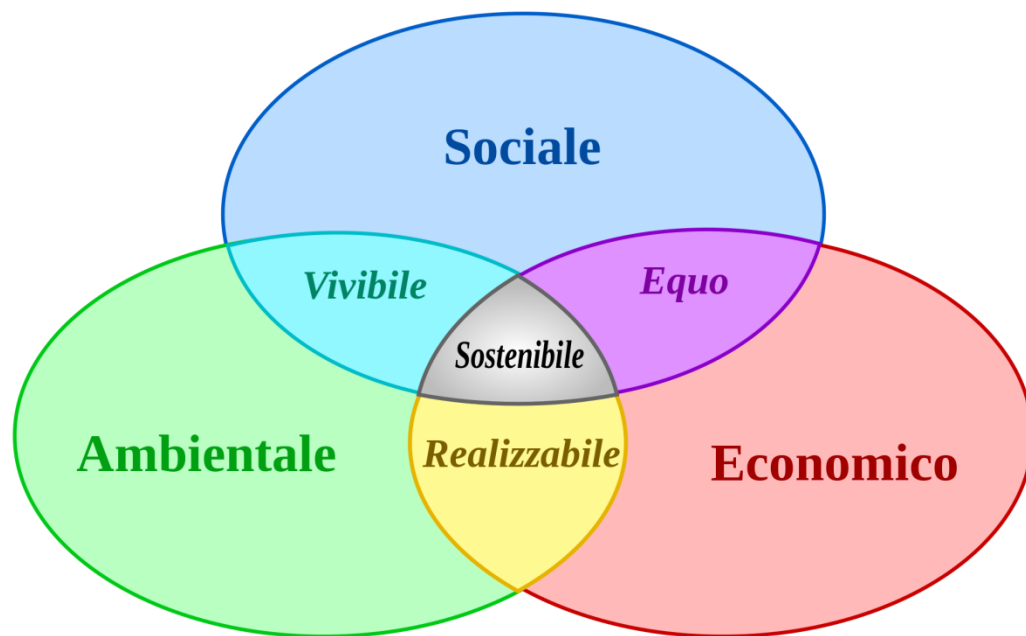 Sociale
Vivibile
Equo
Sostenibile
Ambientale
Realizzabile
Economico